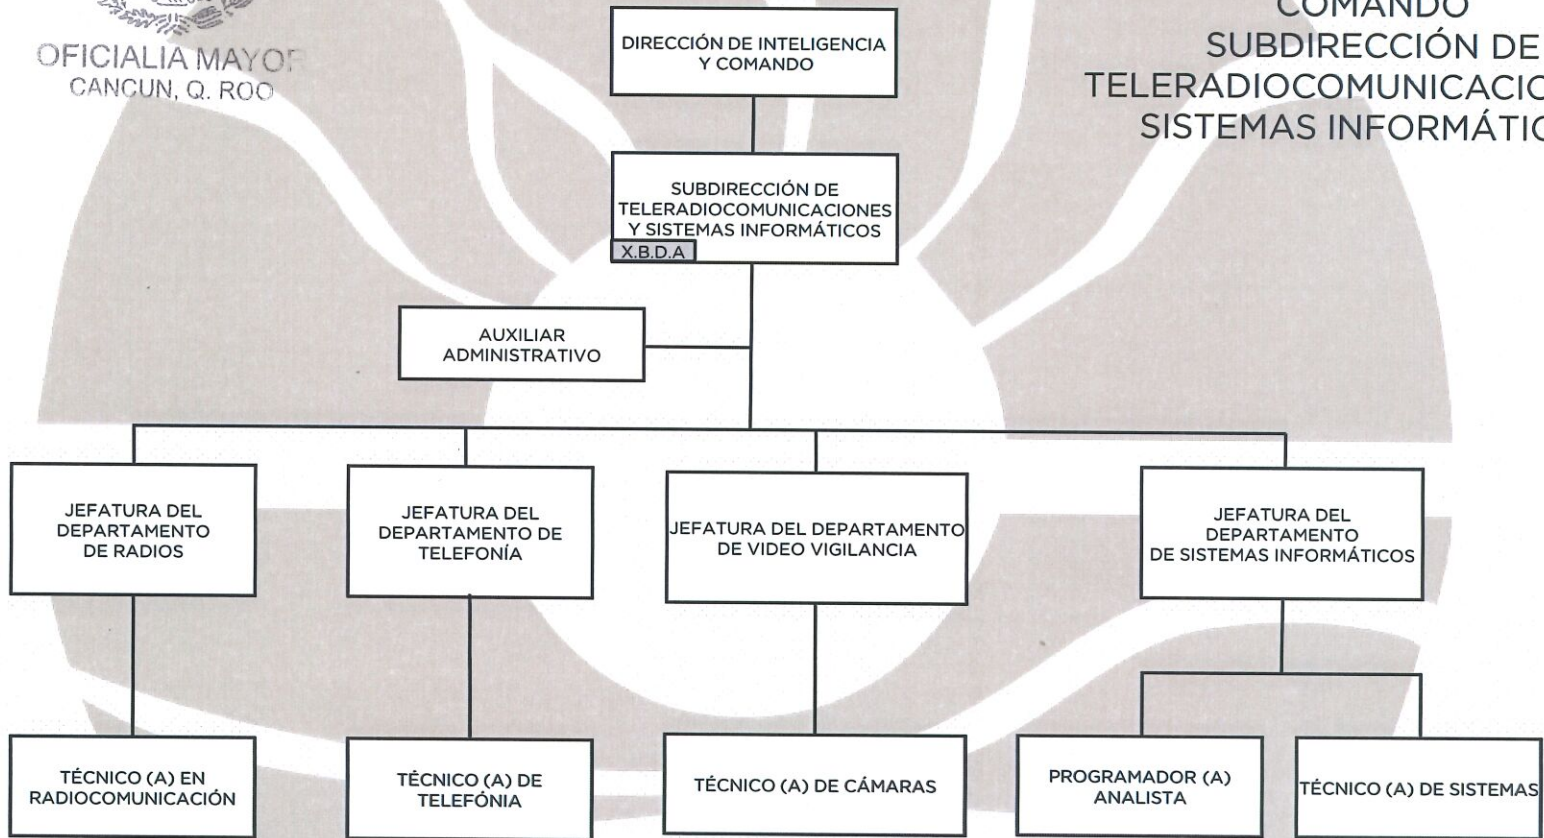 OFICIALIA MAYOR
CANCUN, Q. ROO
COMANDO
SUBDIRECCIÓN DE
SISTEMAS
DIRECCIÓN DE INTELIGENCIA
Y COMANDO
SUBDIRECCIÓN DE
TELERADIOCOMUNICACIONES
Y SISTEMAS INFORMÁTICOS
X.B.D.A
AUXILIAR
ADMINISTRATIVO
JEFATURA DEL
DEPARTAMENTO
DE RADIOS
JEFATURA DEL
DEPARTAMENTO DE
TELEFONÍA
JEFATURA DEL DEPARTAMENTO
DE VIDEO VIGILANCIA
JEFATURA DEL
DEPARTAMENTO
DE SISTEMAS INFORMÁTICOS
TÉCNICO (A) EN
RADIOCOMUNICACIÓN
TÉCNICO (A) DE
TELEFÓNIA
TÉCNICO (A) DE CÁMARAS
PROGRAMADOR (A)
ANALISTA
TÉCNICO (A) DE SISTEMAS